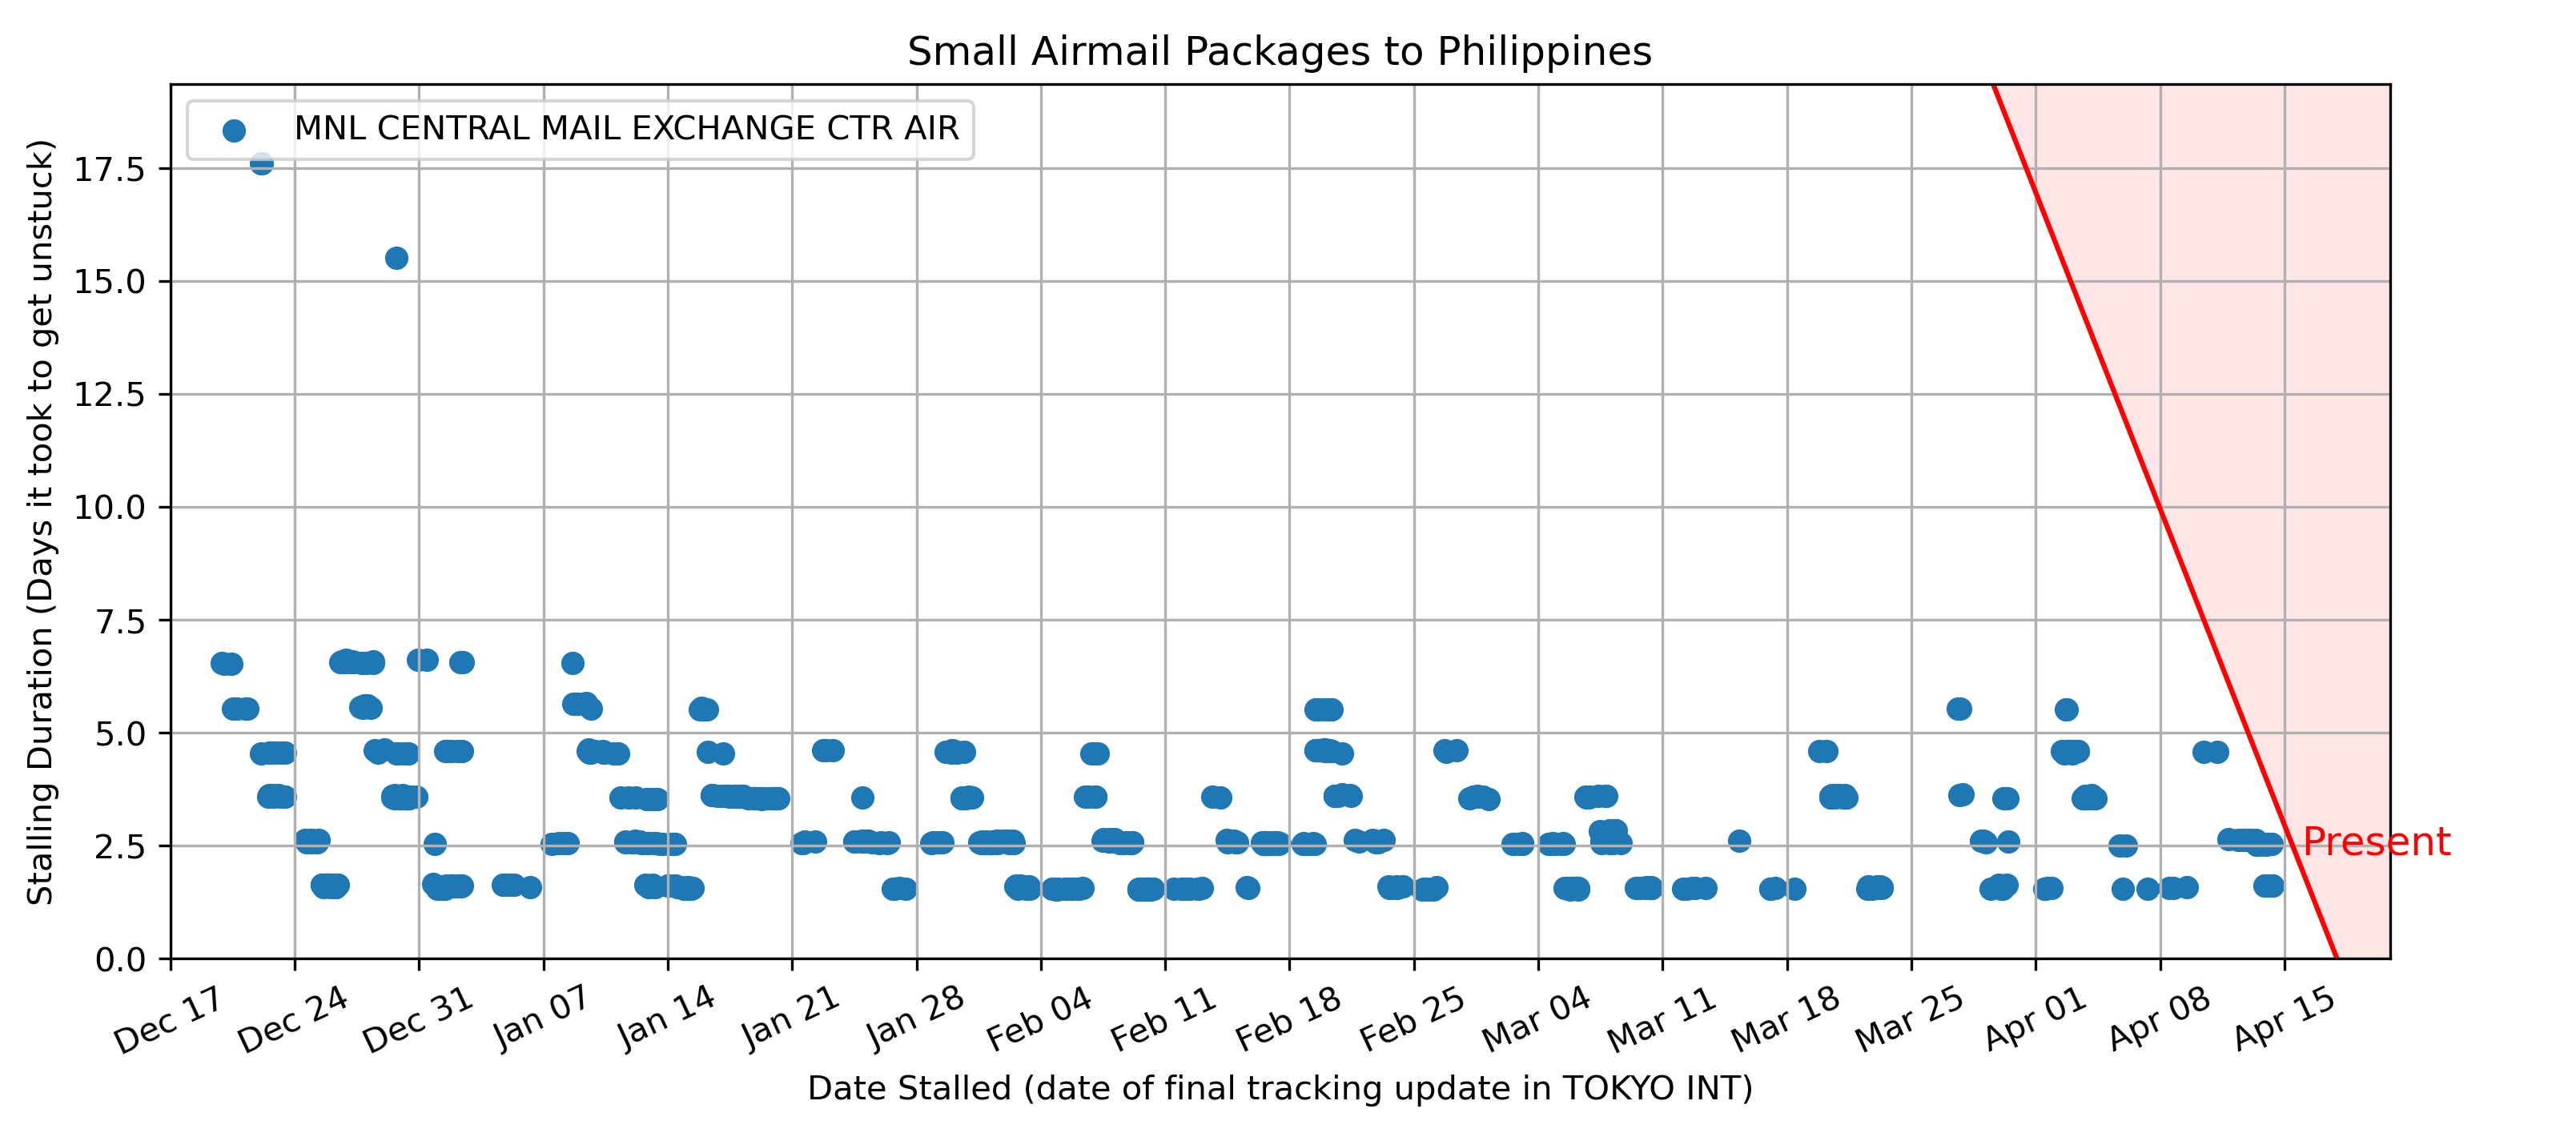 Small Airmail Packages to Philippines
MNL CENTRAL MAIL EXCHANGE CTR AIR
Stalling Duration (Days it took to get unstuck)
17.5
15.0
12.5
10.0
7.5
5.0
2.5
0.0
Present
Dec 17
Dec 24
Dec 31
Jan 07
Jan 14
Jan 21
Jan 28
Feb 04
Feb 11
Feb 18
Feb 25
Mar 04
Mar 11
Mar 18
Mar 25
Apr 01
Apr 08
Apr 15
Date Stalled (date of final tracking update in TOKYO INT)